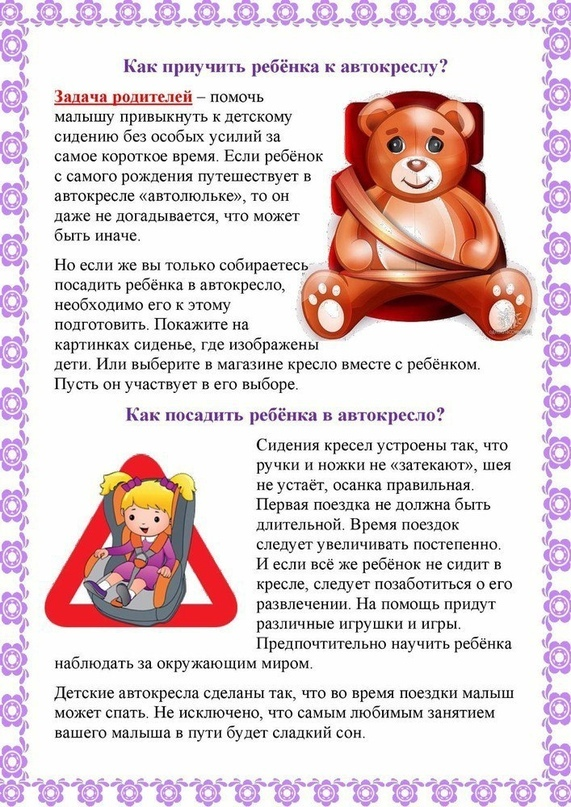 Как приучить ребёнка к автокреслу?
Задача родителей – помочь
малышу привыкнуть к детскому
сидению без особых усилий за
самое короткое время. Если ребёнок
с самого рождения путешествует в
автокресле «автолюльке», то он
даже не догадывается, что может
быть иначе.
Но если же вы только собираетесь
посадить ребёнка в автокресло,
необходимо его к этому
подготовить. Покажите на
картинках сиденье, где изображены
дети. Или выберите в магазине кресло вместе с ребёнком.
Пусть он участвует в его выборе.
Как посадить ребёнка в автокресло?
Сидения кресел устроены так, что
ручки и ножки не «затекают», шея
не устаёт, осанка правильная.
Первая поездка не должна быть
длительной. Время поездок
следует увеличивать постепенно.
И если всё же ребёнок не сидит в
кресле, следует позаботиться о его
развлечении. На помощь придут
различные игрушки и игры.
Предпочтительно научить ребёнка
наблюдать за окружающим миром.
Детские автокресла сделаны так, что во время поездки малыш
может спать. Не исключено, что самым любимым занятием
вашего малыша в пути будет сладкий сон.